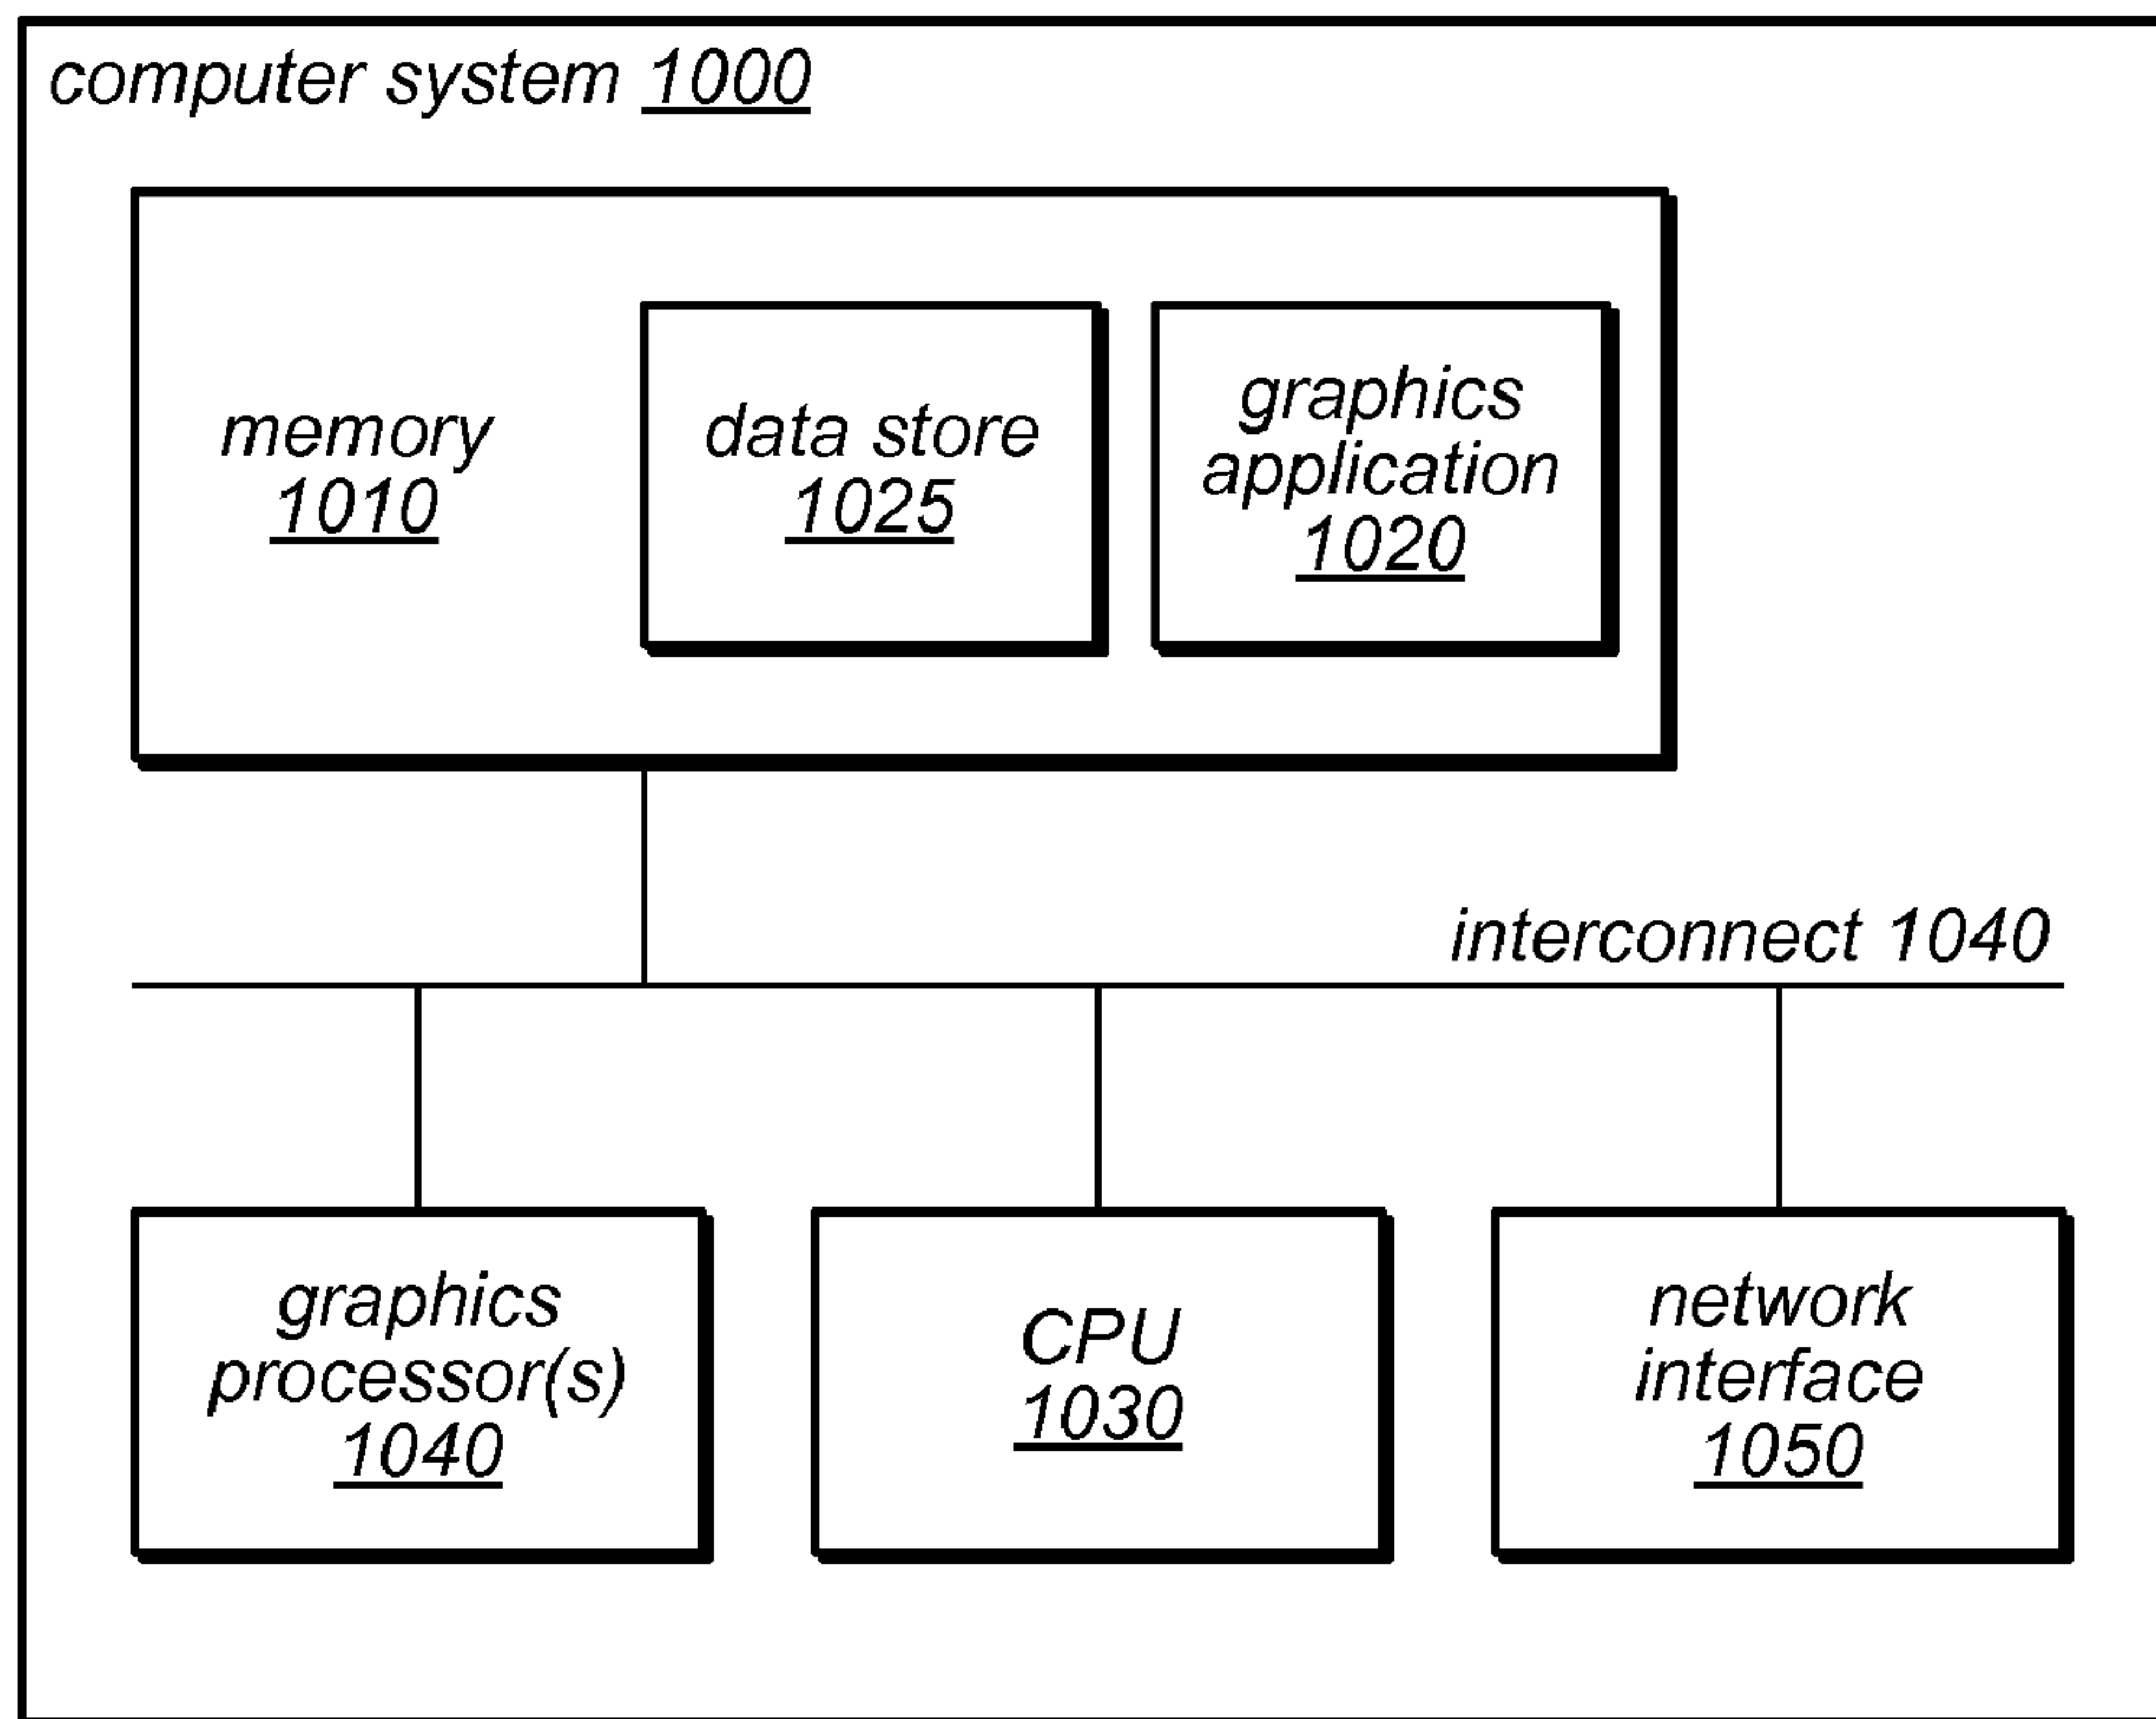 computer system 1000
memory
1010
data store
1025
graphics
application
1020
interconnect 1040
graphics
processor(s)
1040
CPU
1030
network
interface
1050